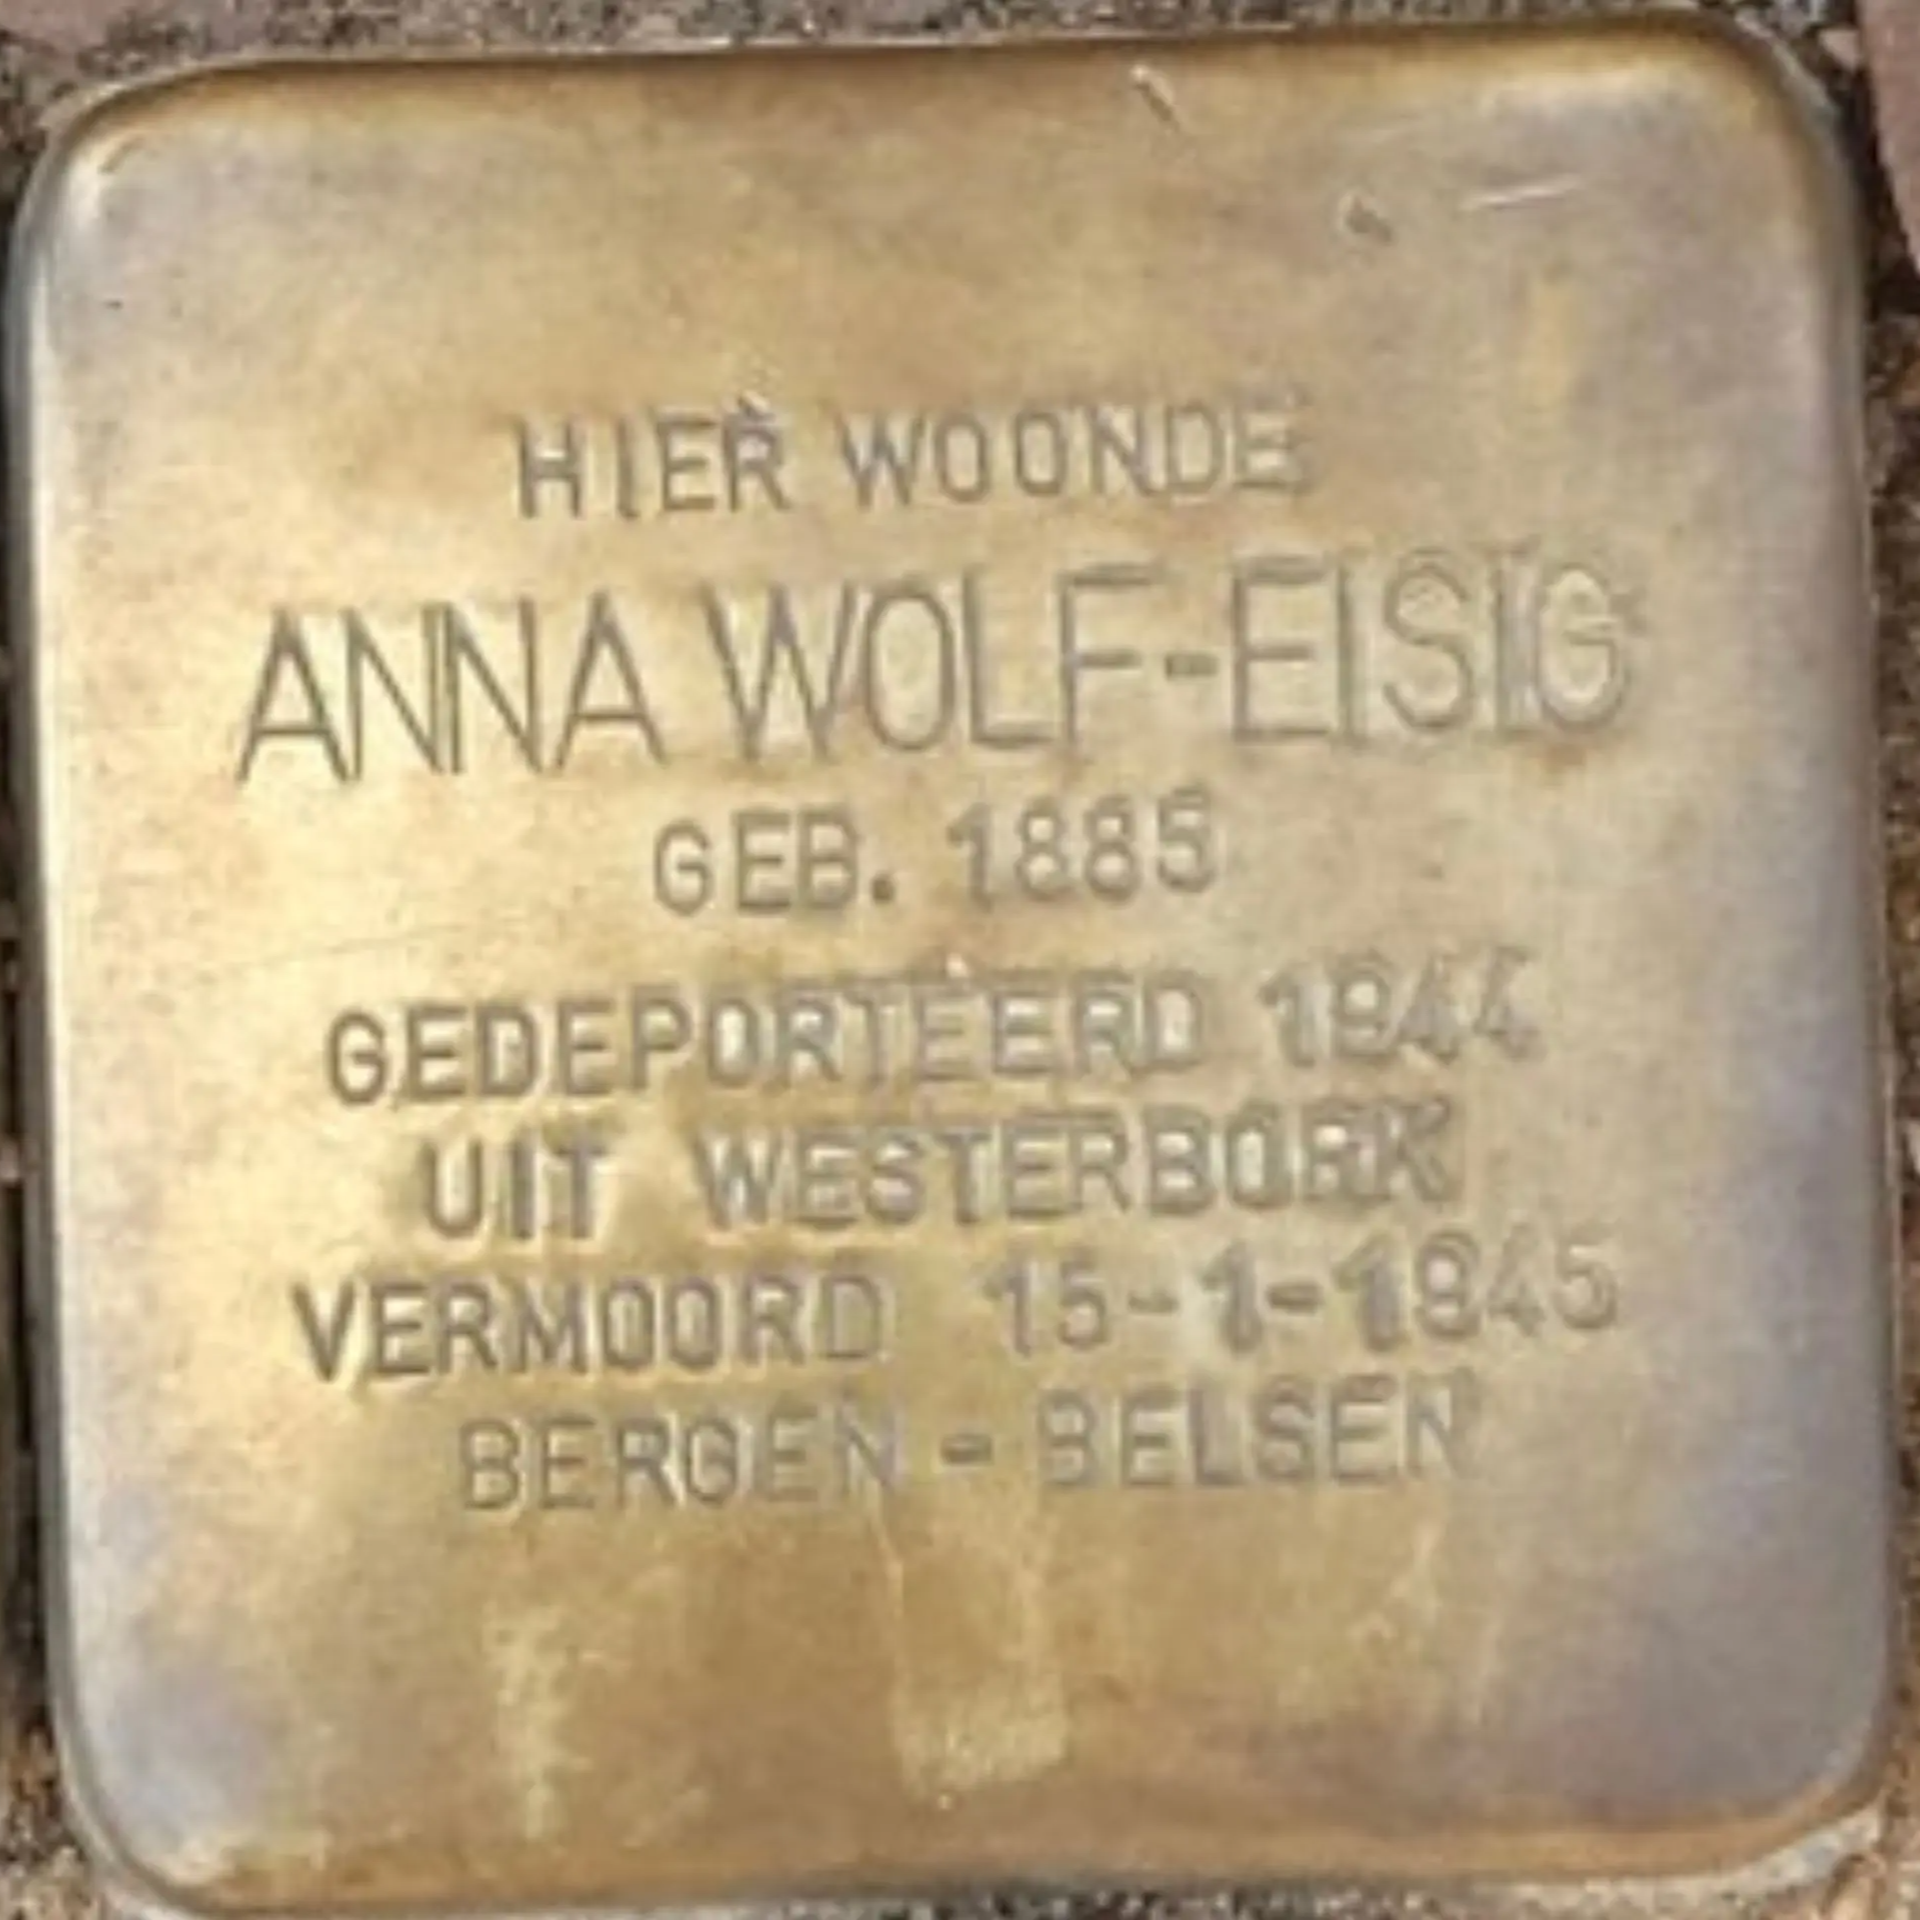 HIER WOONDE
ANNA WOLF-EISIG
GEB. 1885
GEDEPORTEERD 1944
UIT WESTERBORK
VERMOORD 15-1-1945
BERGEN - BELSEN